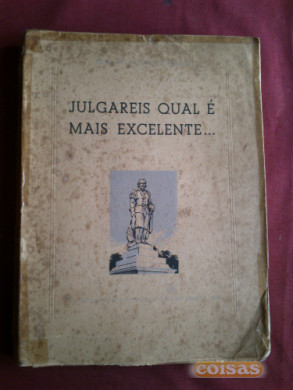 JULGAREIS QUAL É
MAIS EXCELENTE...
coisas